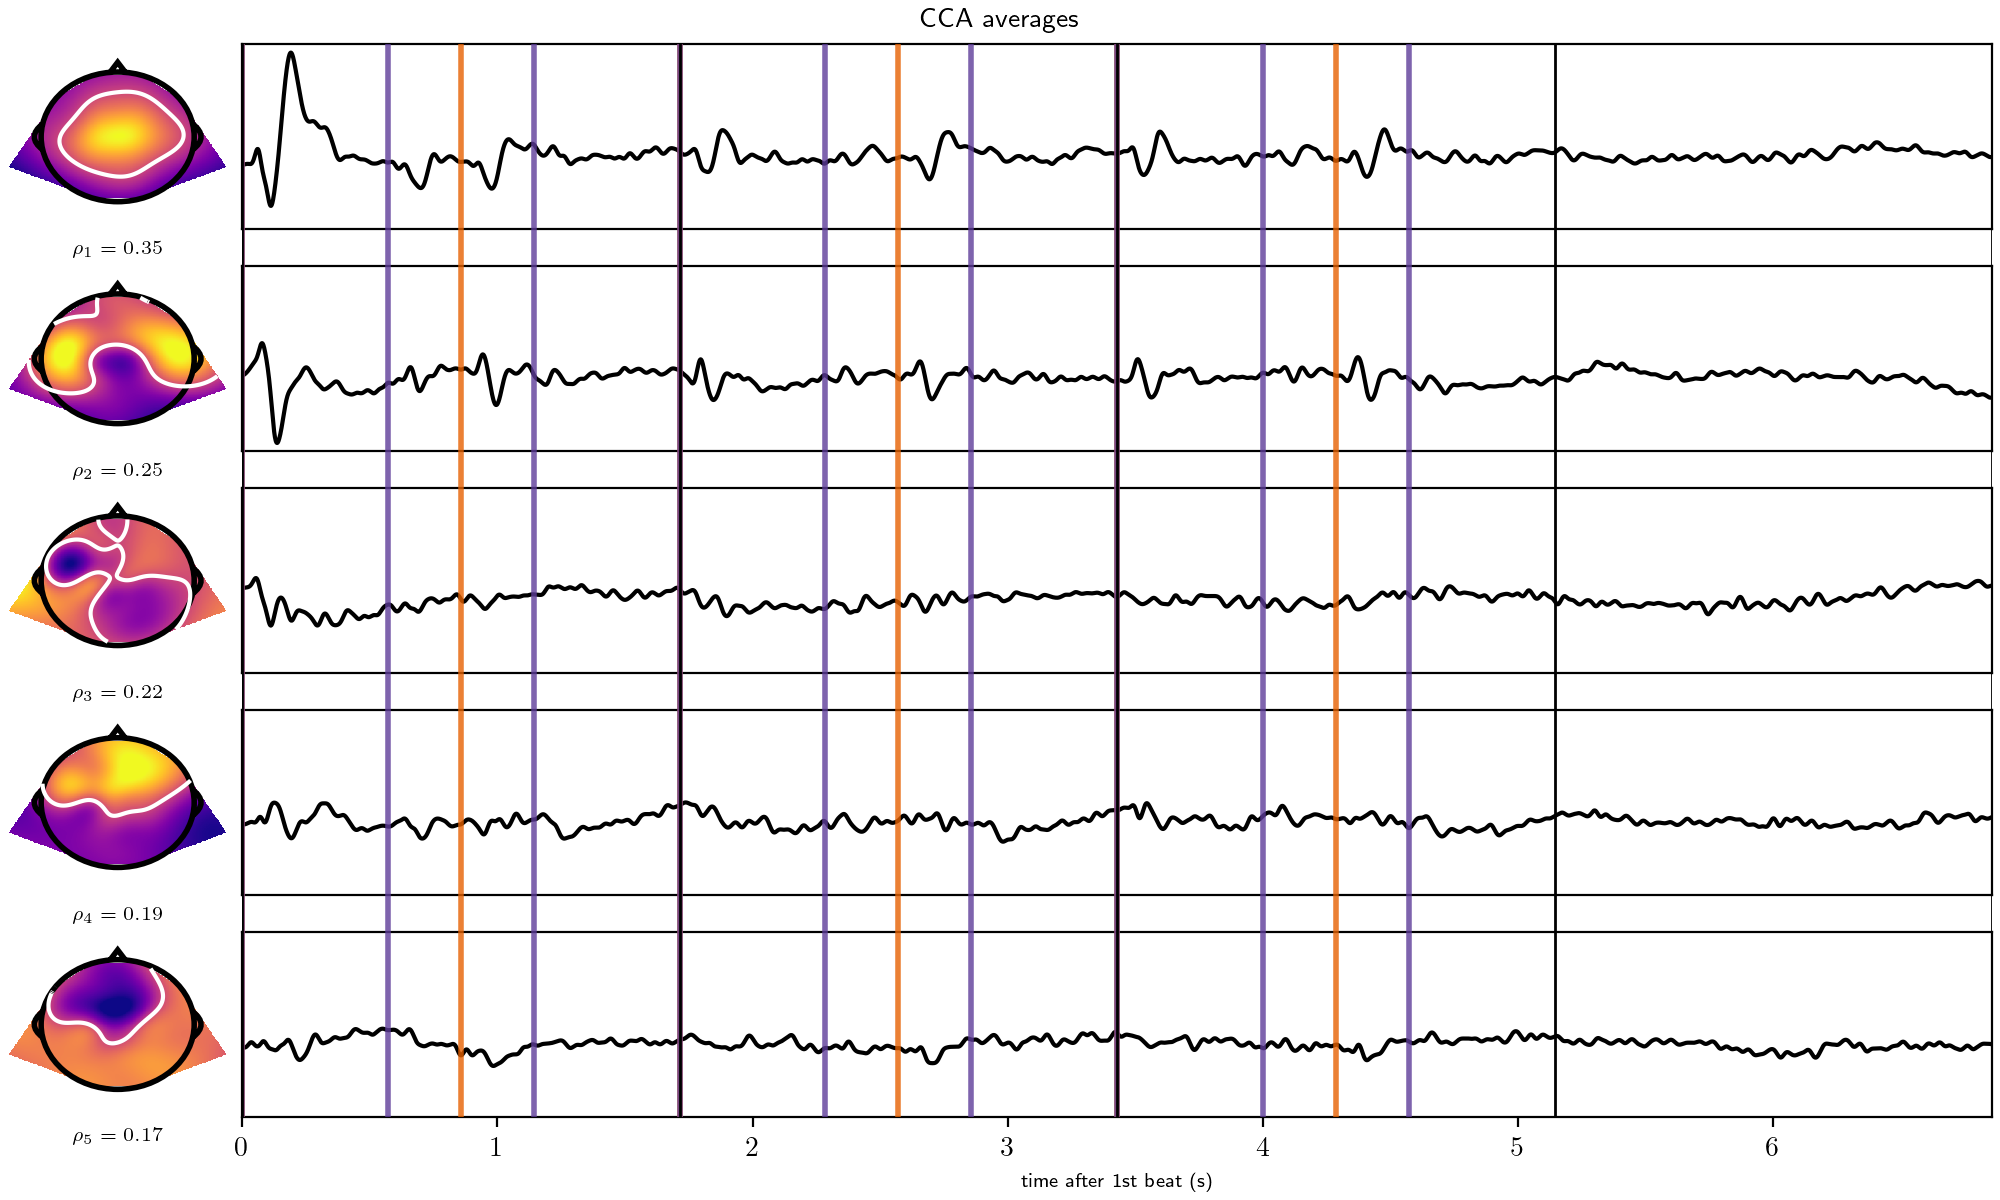 CCA averages
ρ₁ = 0.35
ρ₂ = 0.25
ρ₃ = 0.22
ρ₄ = 0.19
ρ₅ = 0.17
0 1 2 3 4 5 6
time after 1st beat (s)